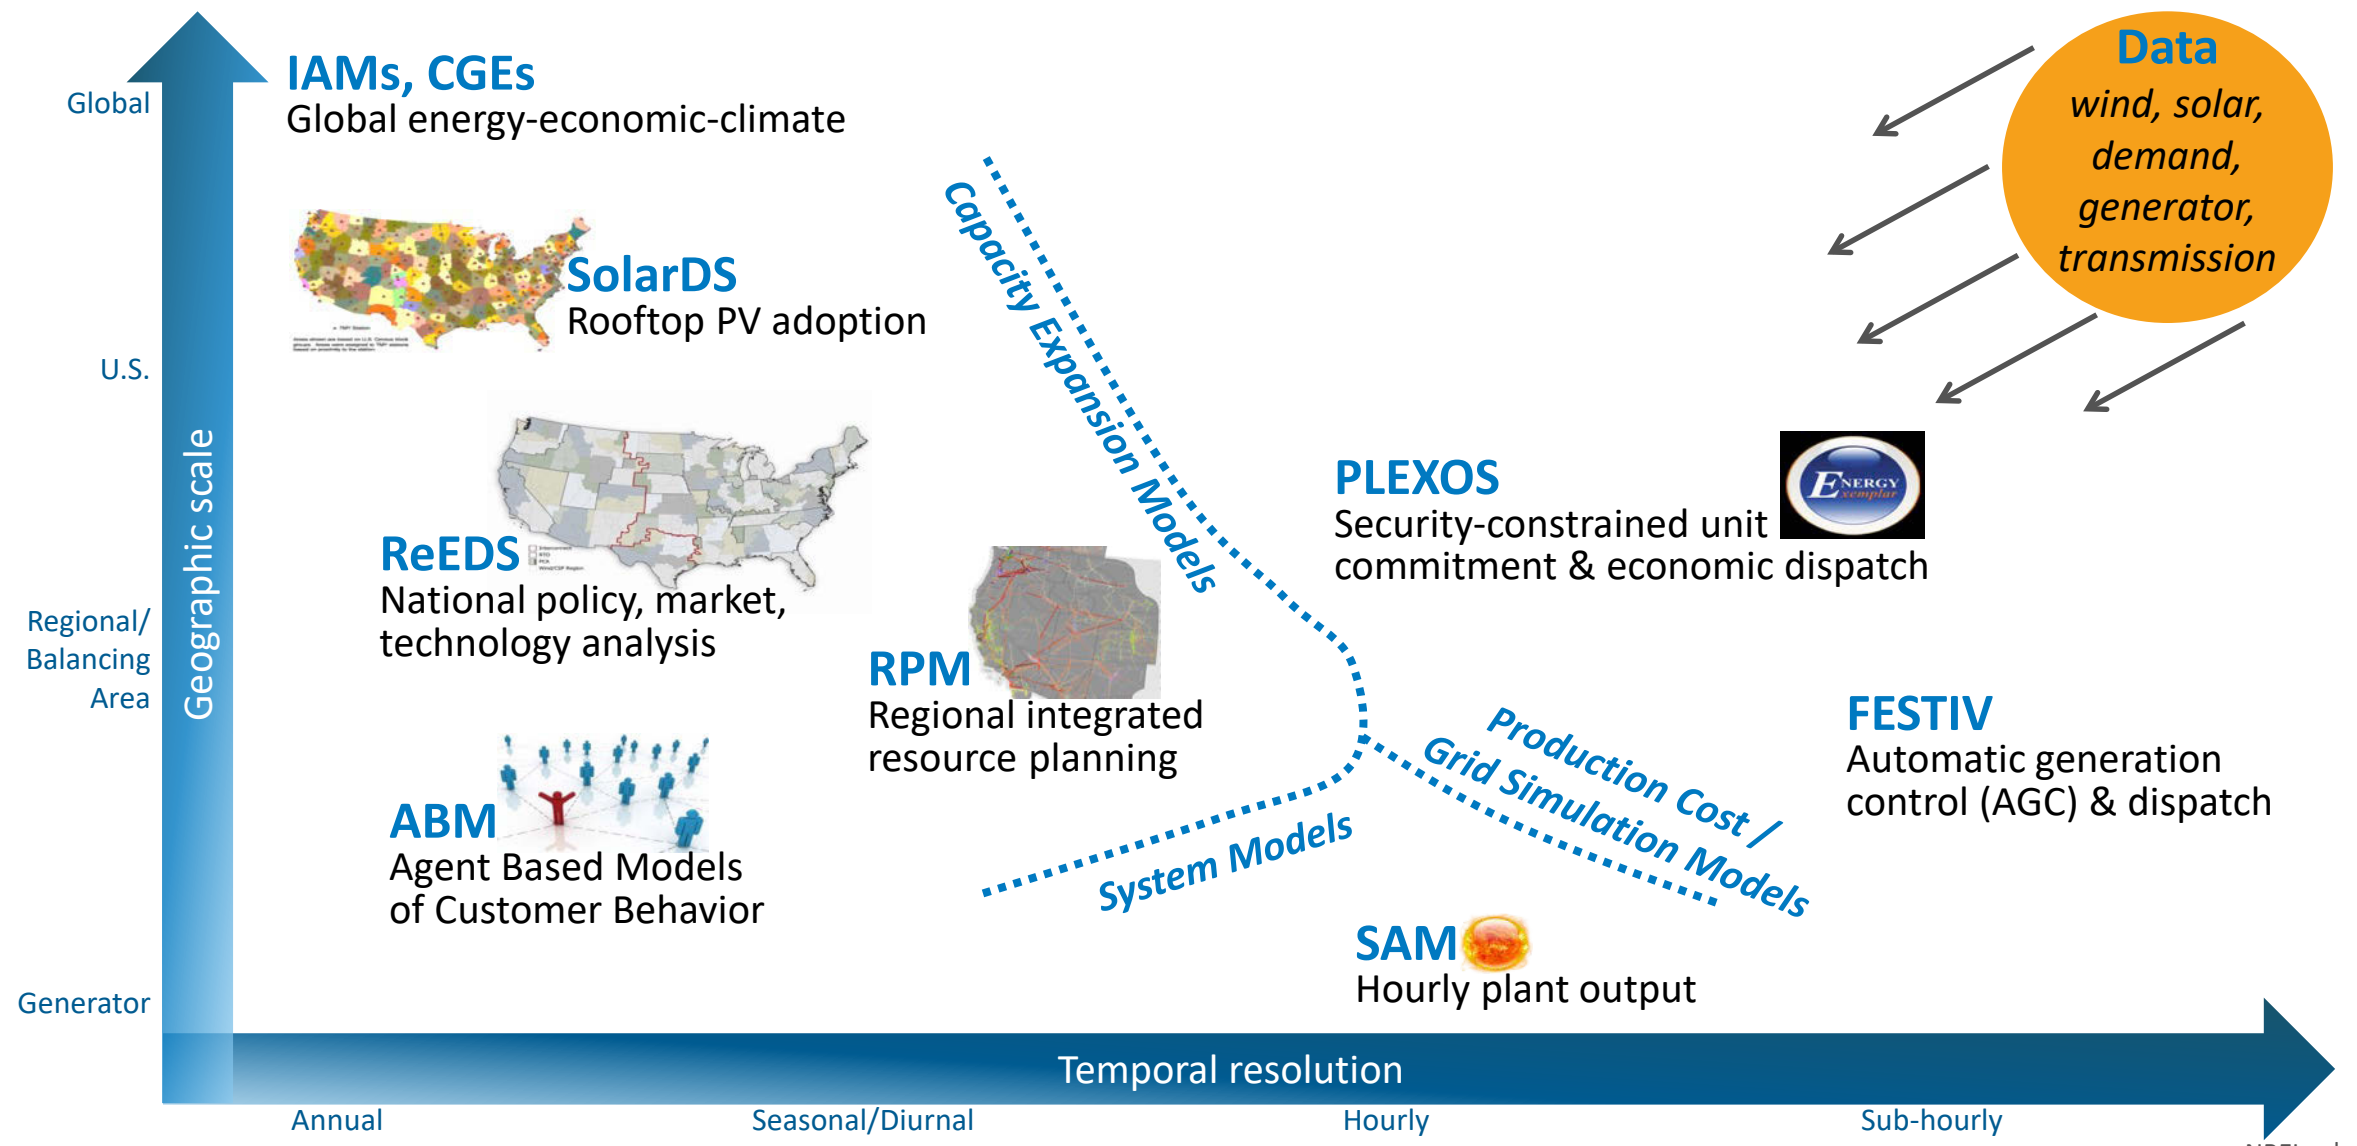 IAMs, CGEs
Global energy-economic-climate
Data
wind, solar,
demand,
generator,
transmission
Global
U.S.
Regional/
Balancing
Area
Generator
Geographic scale
SolarDS
Rooftop PV adoption
Capacity Expansion Models
ReEDS
National policy, market,
technology analysis
PLEXOS
Security-constrained unit
commitment & economic dispatch
ENERGY
exemplar
RPM
Regional integrated
resource planning
FESTIV
Automatic generation
control (AGC) & dispatch
Production Cost /
Grid Simulation Models
System Models
ABM
Agent Based Models
of Customer Behavior
SAM
Hourly plant output
Temporal resolution
Annual
Seasonal/Diurnal
Hourly
Sub-hourly